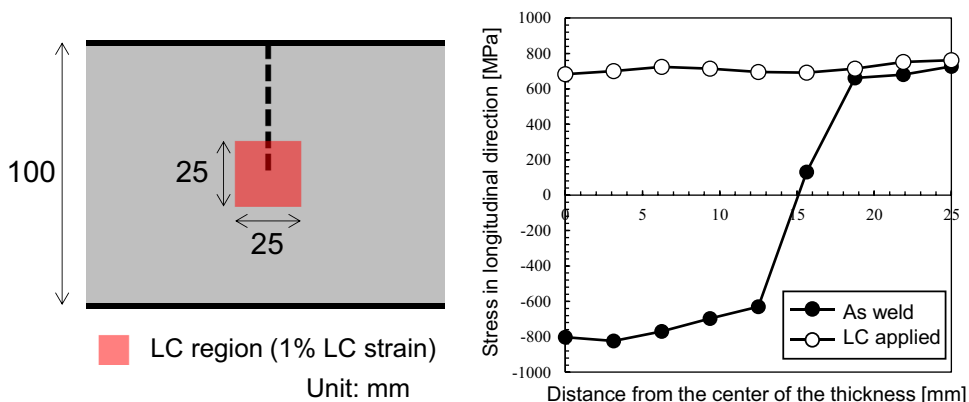 100
25
25
LC region (1% LC strain)
Unit: mm
Stress in longitudinal direction [MPa]
1000
800
600
400
200
0
-200
-400
-600
-800
-1000
0 5 10 15 20 25
As weld
LC applied
Distance from the center of the thickness [mm]